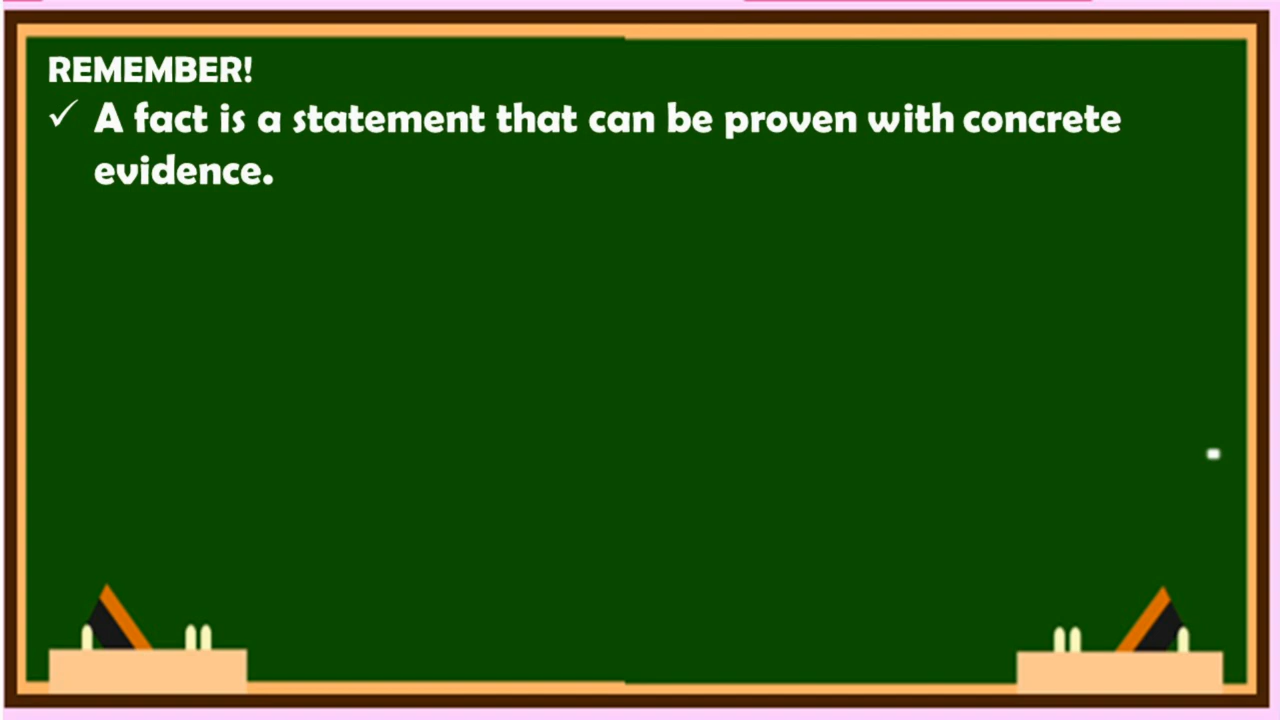 REMEMBER!
✓ A fact is a statement that can be proven with concrete
evidence.